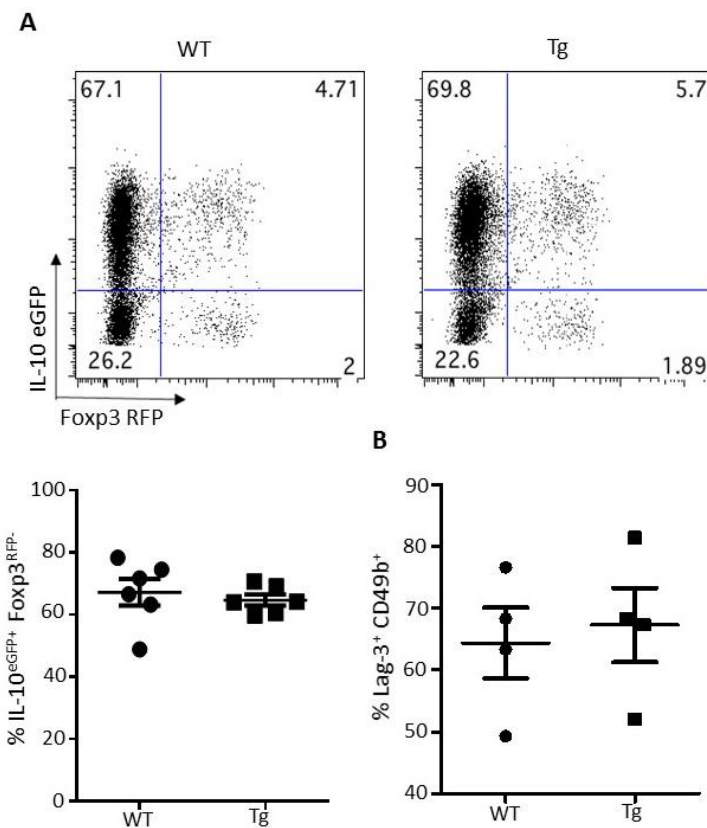 A
WT
Tg
67.1
4.71
69.8
5.7
26.2
2
22.6
1.89
IL-10 eGFP
Foxp3 RFP
B
100
80
60
40
20
0
% IL-10eGFP+ Foxp3RFP-
WT
Tg
90
80
70
60
50
40
% Lag-3+ CD49b+
WT
Tg